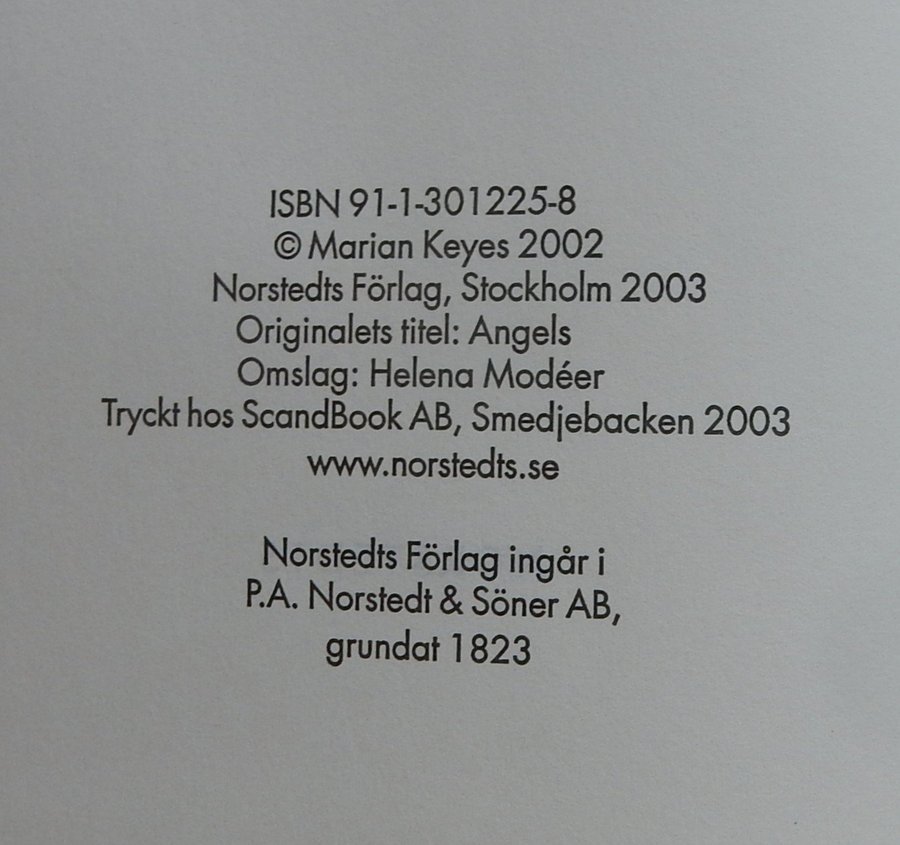 ISBN 91-1-301225-8
© Marian Keyes 2002
Norstedts Förlag, Stockholm 2003
Originalets titel: Angels
Omslag: Helena Modéer
Tryckt hos ScandBook AB, Smedjebacken 2003
www.norstedts.se
Norstedts Förlag ingår i
P.A. Norstedt & Söner AB,
grundat 1823